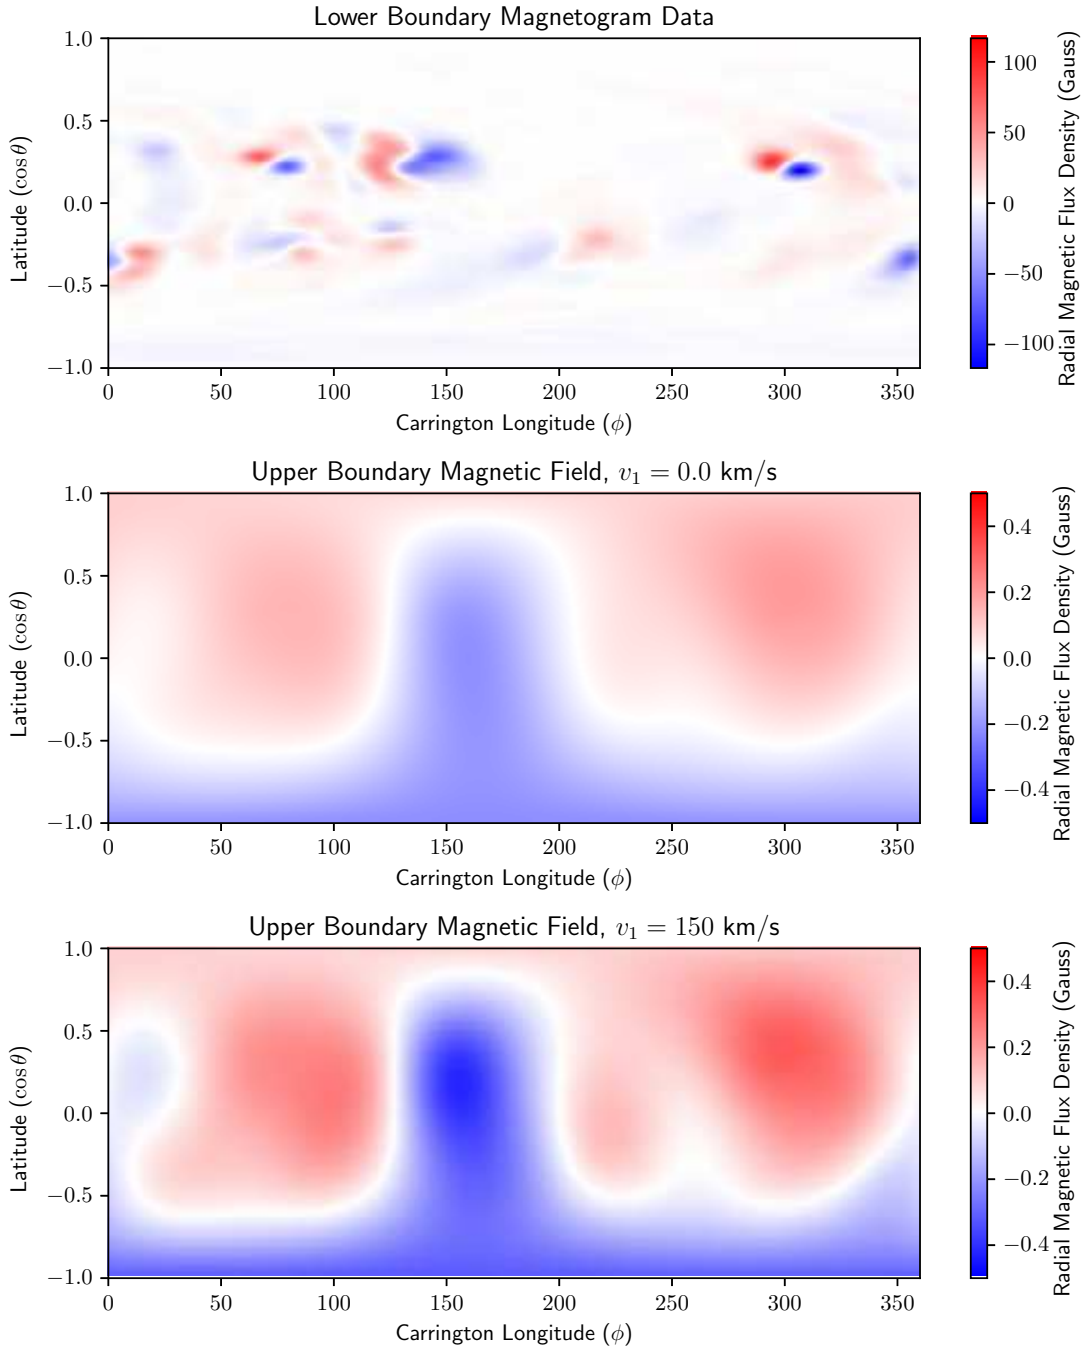 Lower Boundary Magnetogram Data
1.0
0.5
0.0
−0.5
−1.0
Latitude (cos θ)
0 50 100 150 200 250 300 350
Carrington Longitude (ϕ)
100
50
0
−50
−100
Radial Magnetic Flux Density (Gauss)
Upper Boundary Magnetic Field, v₁ = 0.0 km/s
1.0
0.5
0.0
−0.5
−1.0
Latitude (cos θ)
0 50 100 150 200 250 300 350
Carrington Longitude (ϕ)
0.4
0.2
0.0
−0.2
−0.4
Radial Magnetic Flux Density (Gauss)
Upper Boundary Magnetic Field, v₁ = 150 km/s
1.0
0.5
0.0
−0.5
−1.0
Latitude (cos θ)
0 50 100 150 200 250 300 350
Carrington Longitude (ϕ)
0.4
0.2
0.0
−0.2
−0.4
Radial Magnetic Flux Density (Gauss)